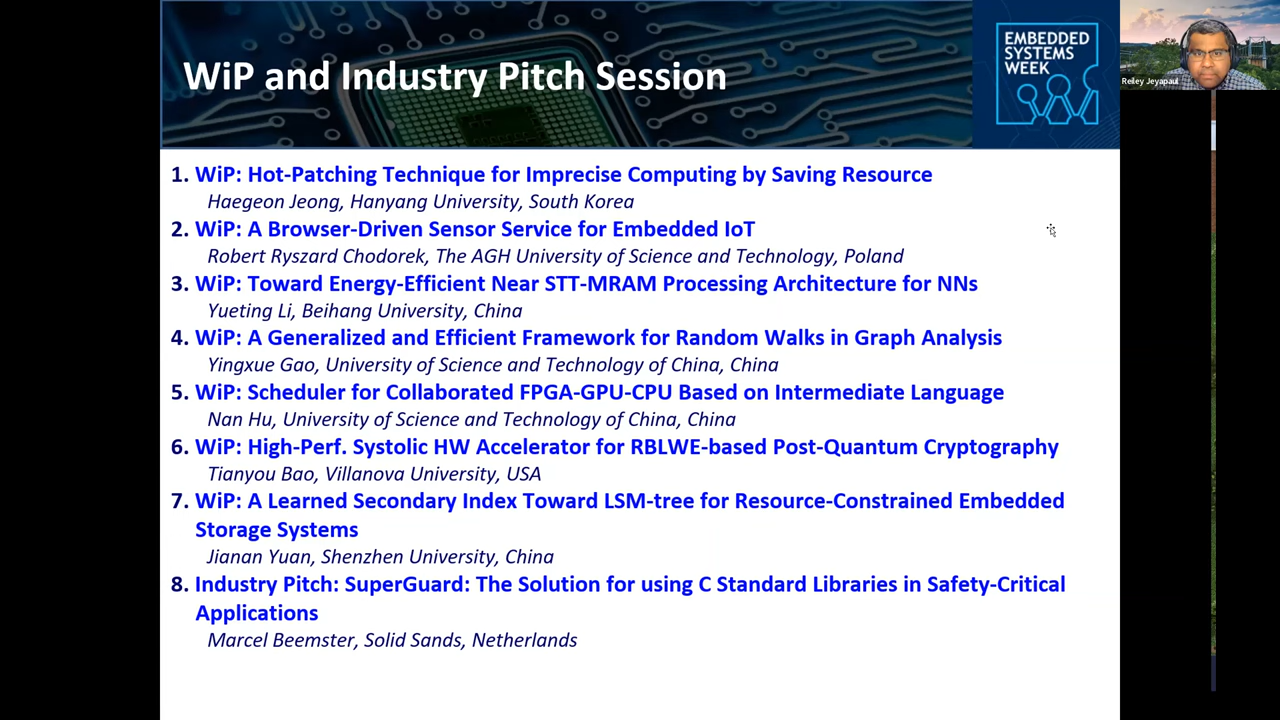 WiP and Industry Pitch Session
EMBEDDED
SYSTEMS
WEEK
Reiley Jeyapaul
1. WiP: Hot-Patching Technique for Imprecise Computing by Saving Resource
Haegeon Jeong, Hanyang University, South Korea
2. WiP: A Browser-Driven Sensor Service for Embedded IoT
Robert Ryszard Chodorek, The AGH University of Science and Technology, Poland
3. WiP: Toward Energy-Efficient Near STT-MRAM Processing Architecture for NNs
Yueting Li, Beihang University, China
4. WiP: A Generalized and Efficient Framework for Random Walks in Graph Analysis
Yingxue Gao, University of Science and Technology of China, China
5. WiP: Scheduler for Collaborated FPGA-GPU-CPU Based on Intermediate Language
Nan Hu, University of Science and Technology of China, China
6. WiP: High-Perf. Systolic HW Accelerator for RBLWE-based Post-Quantum Cryptography
Tianyou Bao, Villanova University, USA
7. WiP: A Learned Secondary Index Toward LSM-tree for Resource-Constrained Embedded
Storage Systems
Jianan Yuan, Shenzhen University, China
8. Industry Pitch: SuperGuard: The Solution for using C Standard Libraries in Safety-Critical
Applications
Marcel Beemster, Solid Sands, Netherlands